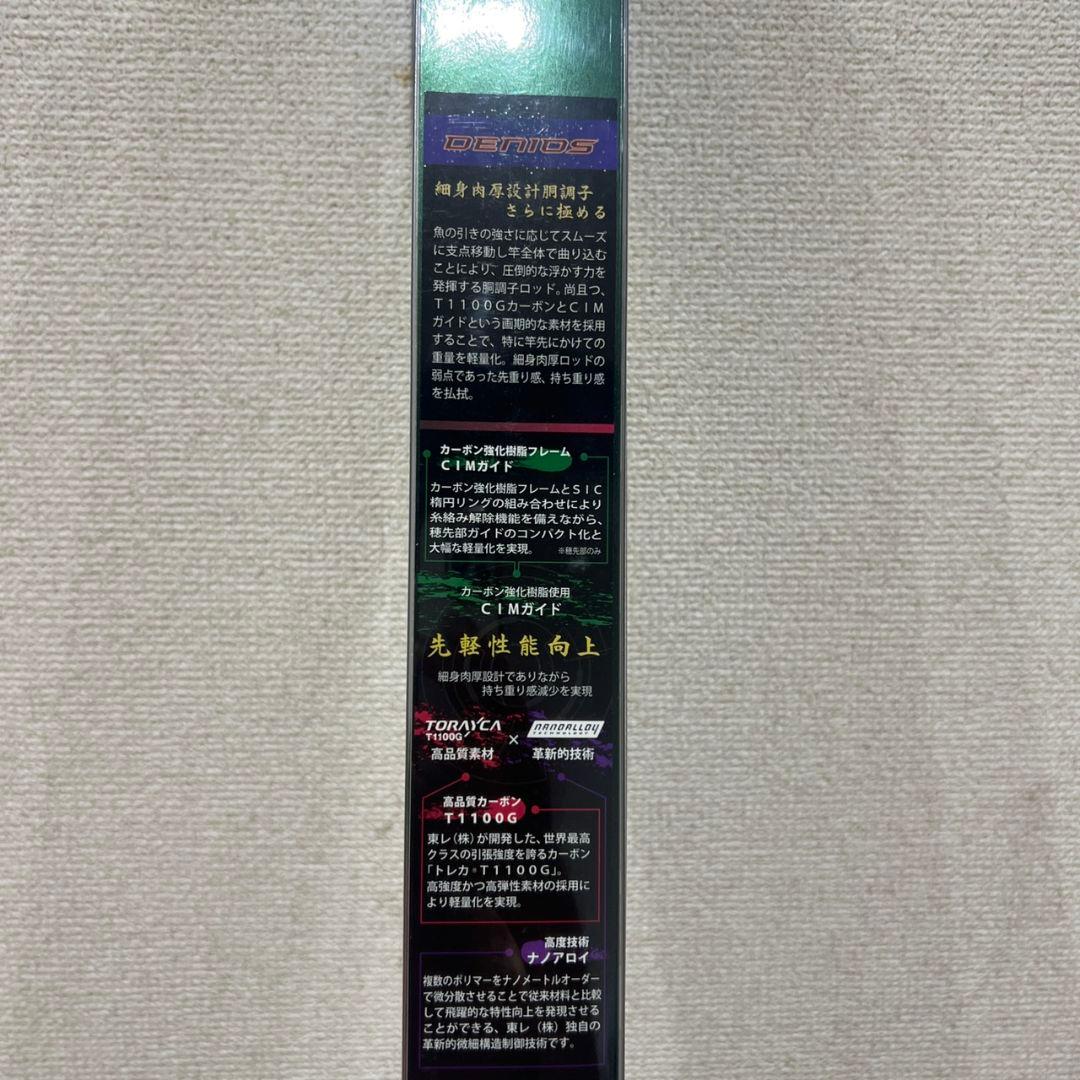 DENIOS
細身肉厚設計胴調子
さらに極める
魚の引きの強さに応じてスムーズ
に支点移動し竿全体で曲り込む
ことにより、圧倒的な浮かす力を
発揮する胴調子ロッド。尚且つ、
T1100GカーボンとCIM
ガイドという画期的な素材を採用
することで、特に竿先にかけての
重量を軽量化。細身肉厚ロッドの
弱点であった先重り感、持ち重り感
を払拭。
カーボン強化樹脂フレーム
CIMガイド
カーボン強化樹脂フレームとSIC
楕円リングの組み合わせにより
糸絡み解除機能を備えながら、
穂先部ガイドのコンパクト化と
大幅な軽量化を実現。 ※穂先部のみ
カーボン強化樹脂使用
CIMガイド
先軽性能向上
細身肉厚設計でありながら
持ち重り感減少を実現
TORAYCA × NANOALLOY
T1100G TECHNOLOGY
高品質素材 革新的技術
高品質カーボン
T1100G
東レ(株)が開発した、世界最高
クラスの引張強度を誇るカーボン
「トレカ®T1100G」。
高強度かつ高弾性素材の採用に
より軽量化を実現。
高度技術
ナノアロイ
複数のポリマーをナノメートルオーダー
で微分散させることで従来材料と比較
して飛躍的な特性向上を発現させる
ことができる、東レ(株)独自の
革新的微細構造制御技術です。